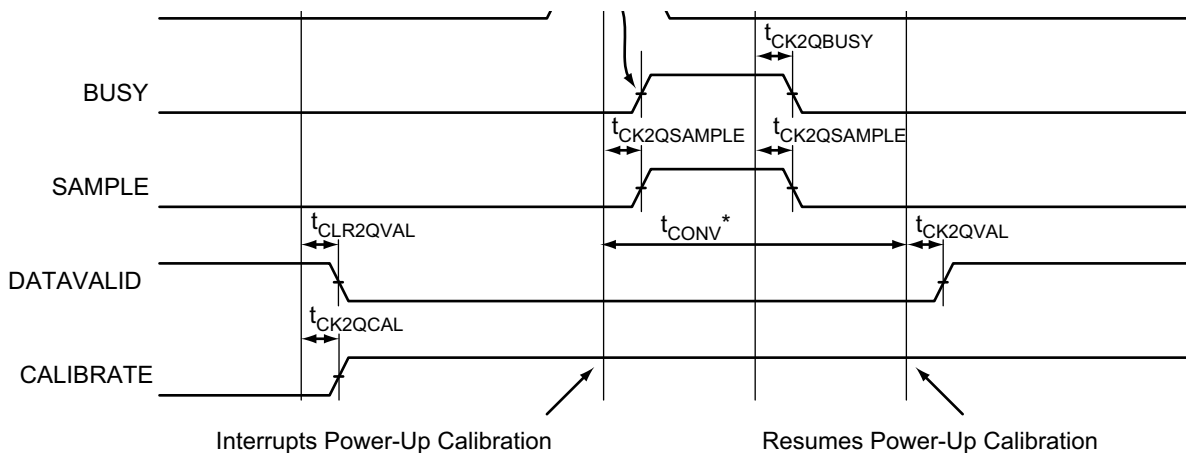 tCK2QBUSY
BUSY
tCK2QSAMPLE tCK2QSAMPLE
SAMPLE
tCLR2QVAL tCONV* tCK2QVAL
DATAVALID
tCK2QCAL
CALIBRATE
Interrupts Power-Up Calibration Resumes Power-Up Calibration